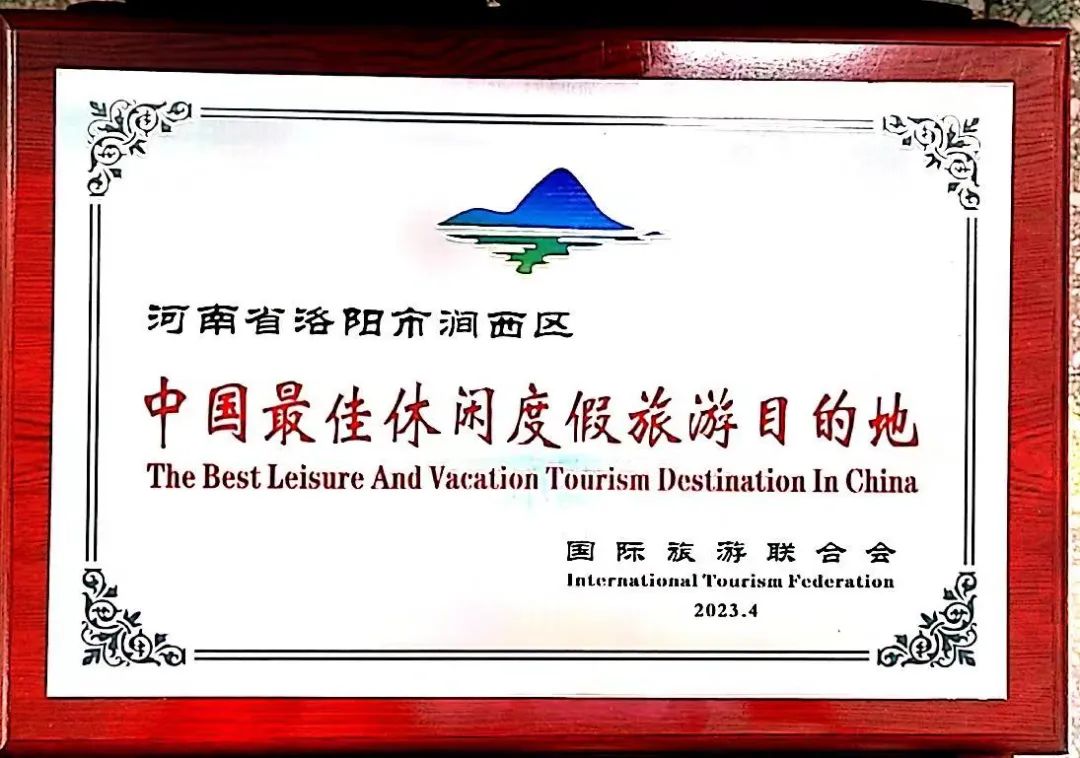 河南省洛阳市涧西区
中国最佳休闲度假旅游目的地
The Best Leisure And Vacation Tourism Destination In China
国际旅游联合会
International Tourism Federation
2023.4